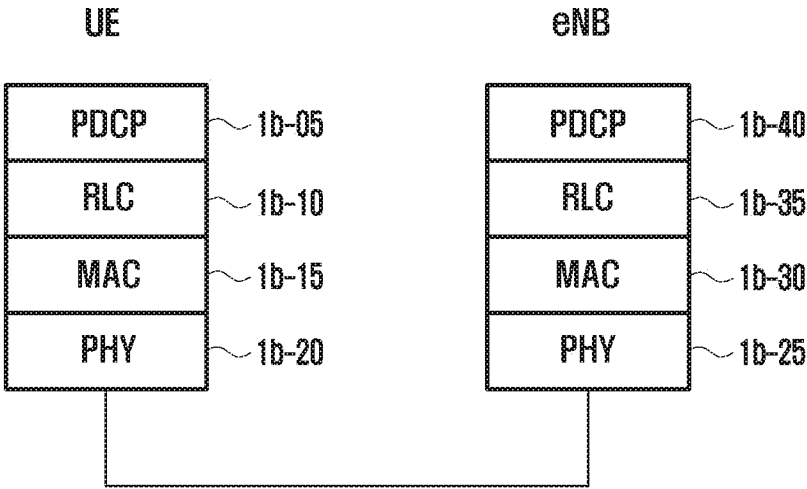 UE eNB
PDCP 1b-05 PDCP 1b-40
RLC 1b-10 RLC 1b-35
MAC 1b-15 MAC 1b-30
PHY 1b-20 PHY 1b-25